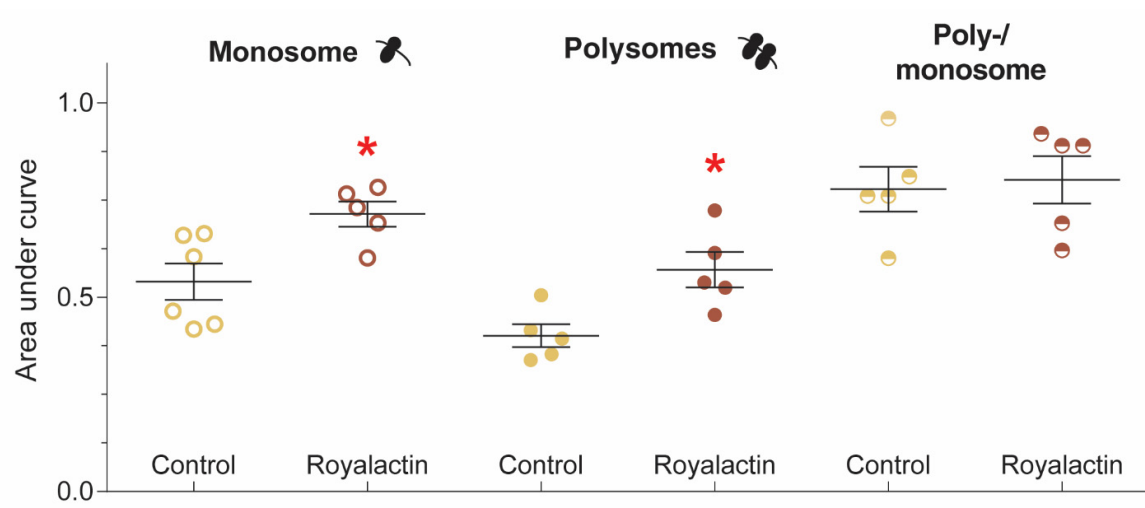 Monosome
Polysomes
Poly-/
monosome
Area under curve
1.0
0.5
0.0
*
*
Control
Royalactin
Control
Royalactin
Control
Royalactin